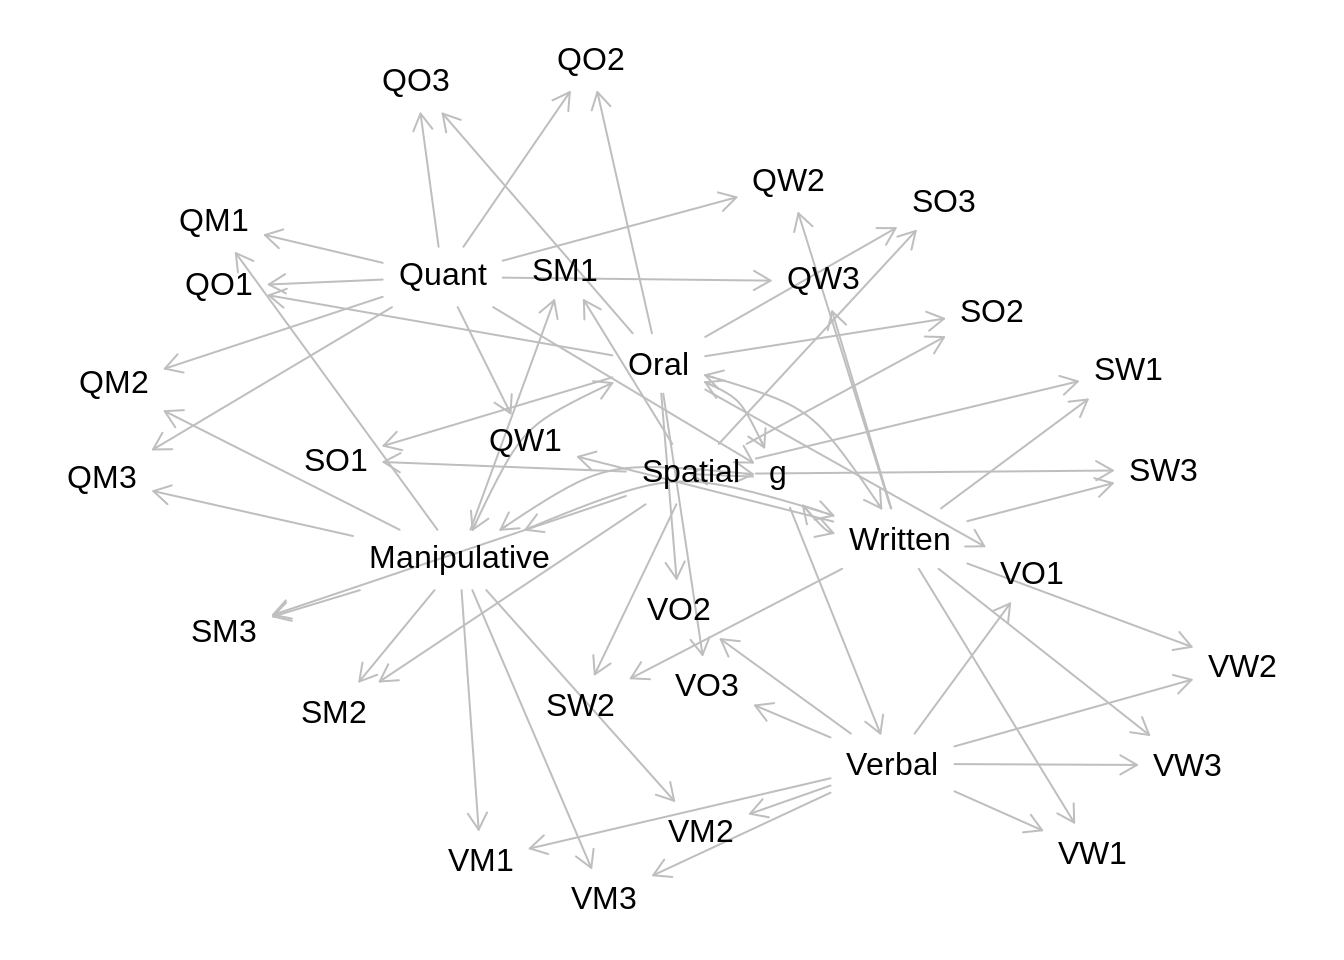 QO2
QO3
QW2
SO3
QM1
Quant
SM1
QW3
QO1
SO2
Oral
SW1
QM2
QW1
SO1
Spatial
g
SW3
QM3
Written
Manipulative
VO1
VO2
SM3
VW2
VO3
SW2
SM2
Verbal
VW3
VM2
VW1
VM1
VM3